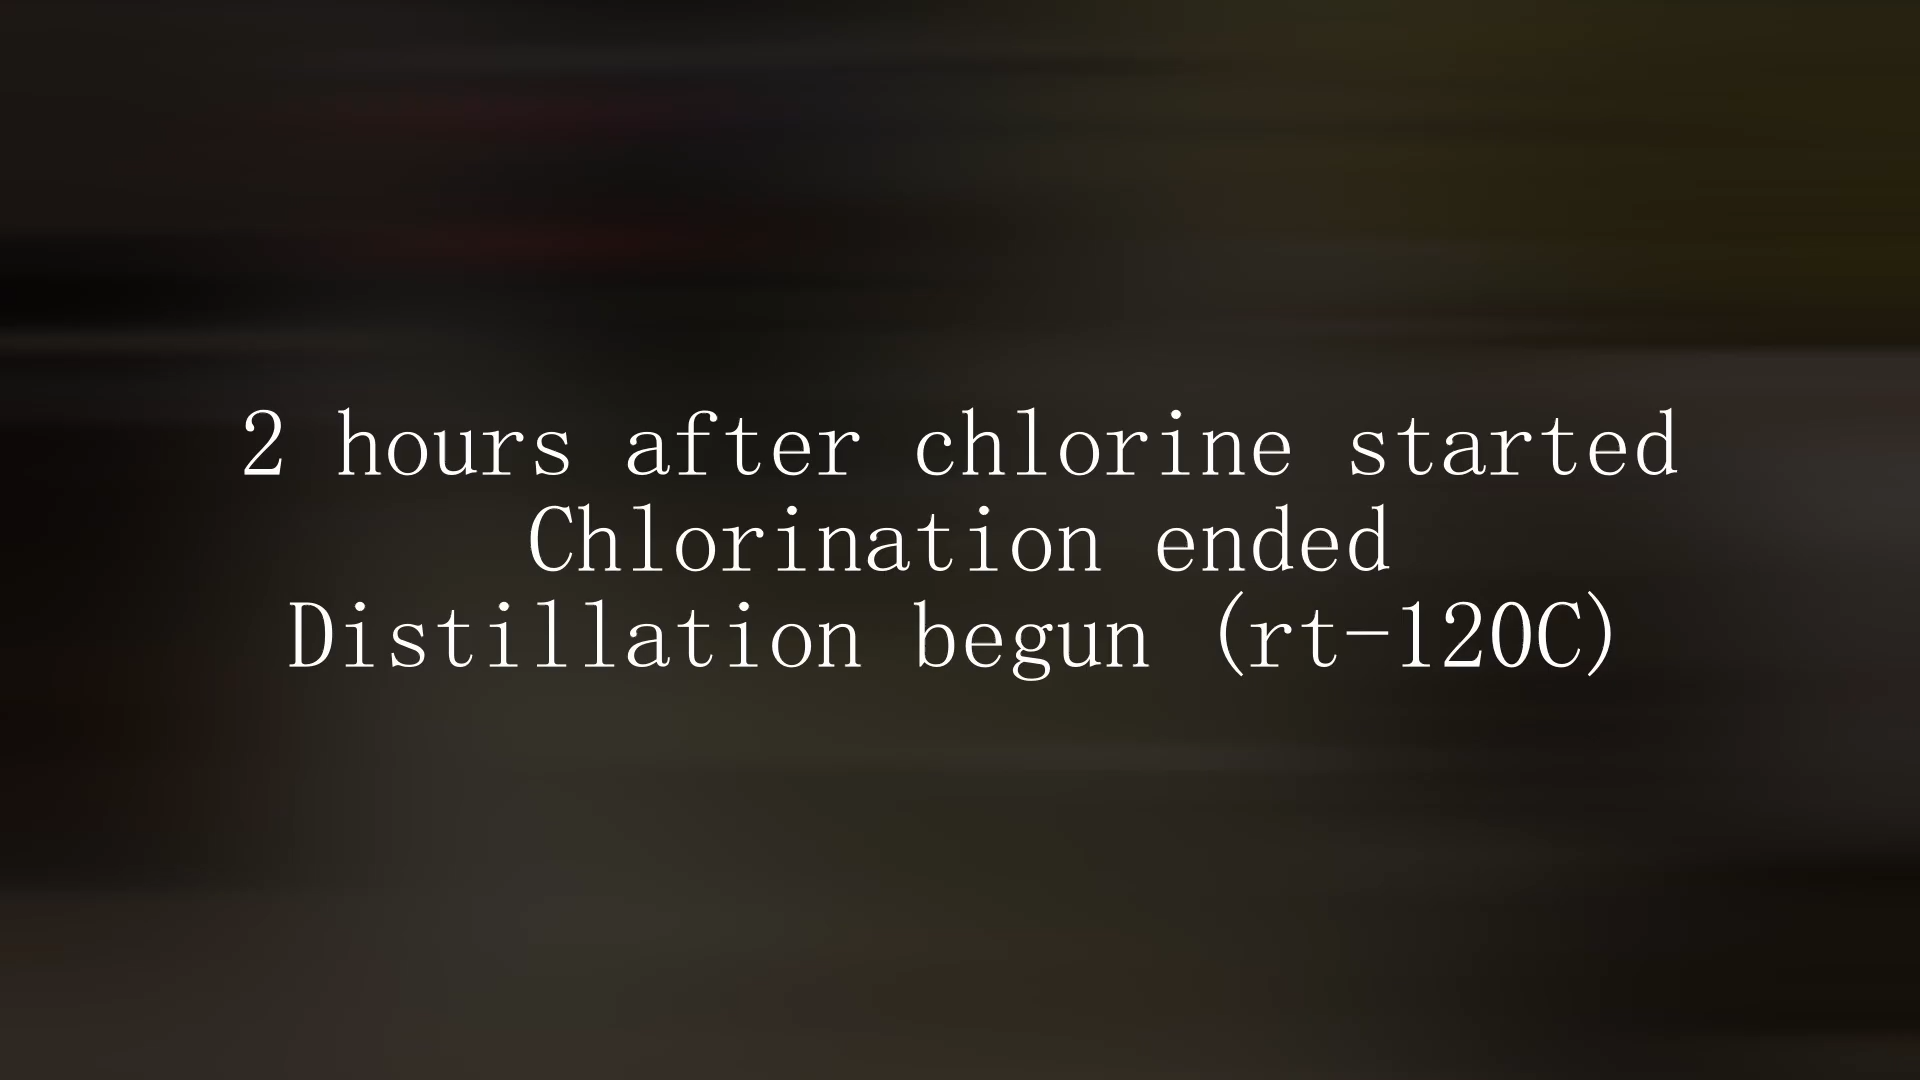 2 hours after chlorine started
Chlorination ended
Distillation begun (rt-120C)